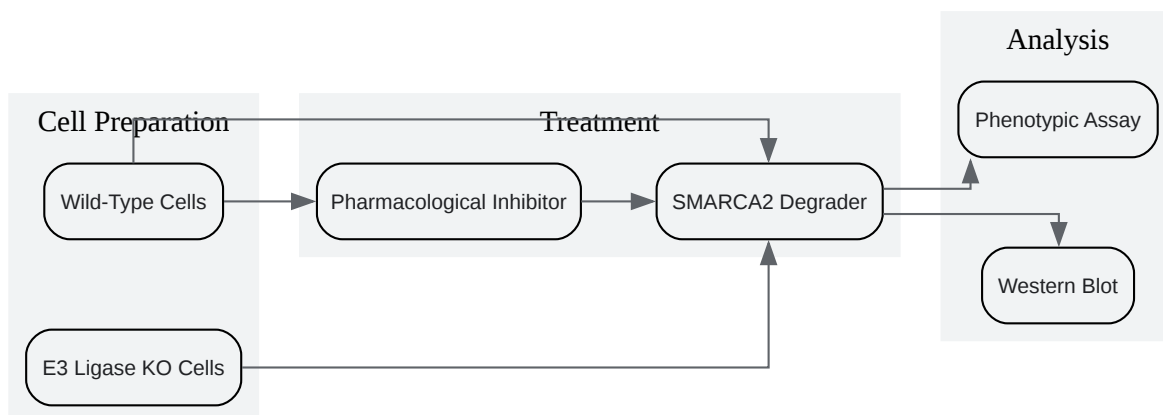 Analysis
Cell Preparation
Treatment
Phenotypic Assay
Wild-Type Cells
Pharmacological Inhibitor
SMARCA2 Degrader
Western Blot
E3 Ligase KO Cells